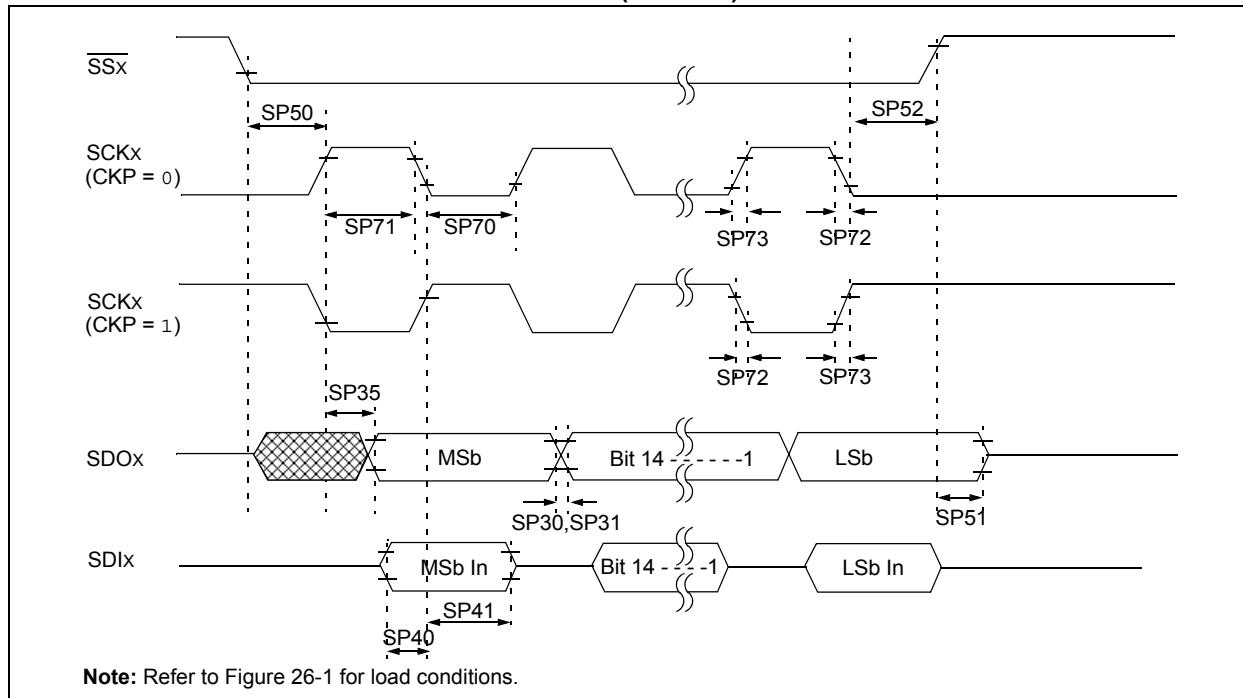 SSx
SP50
SP52
SCKx
(CKP = 0)
SP71
SP70
SP73
SP72
SCKx
(CKP = 1)
SP72
SP73
SP35
SDOx
MSb
Bit 14 - - - - - -1
LSb
SP30,SP31
SP51
SDIx
MSb In
Bit 14 - - - -1
LSb In
SP41
SP40
Note: Refer to Figure 26-1 for load conditions.